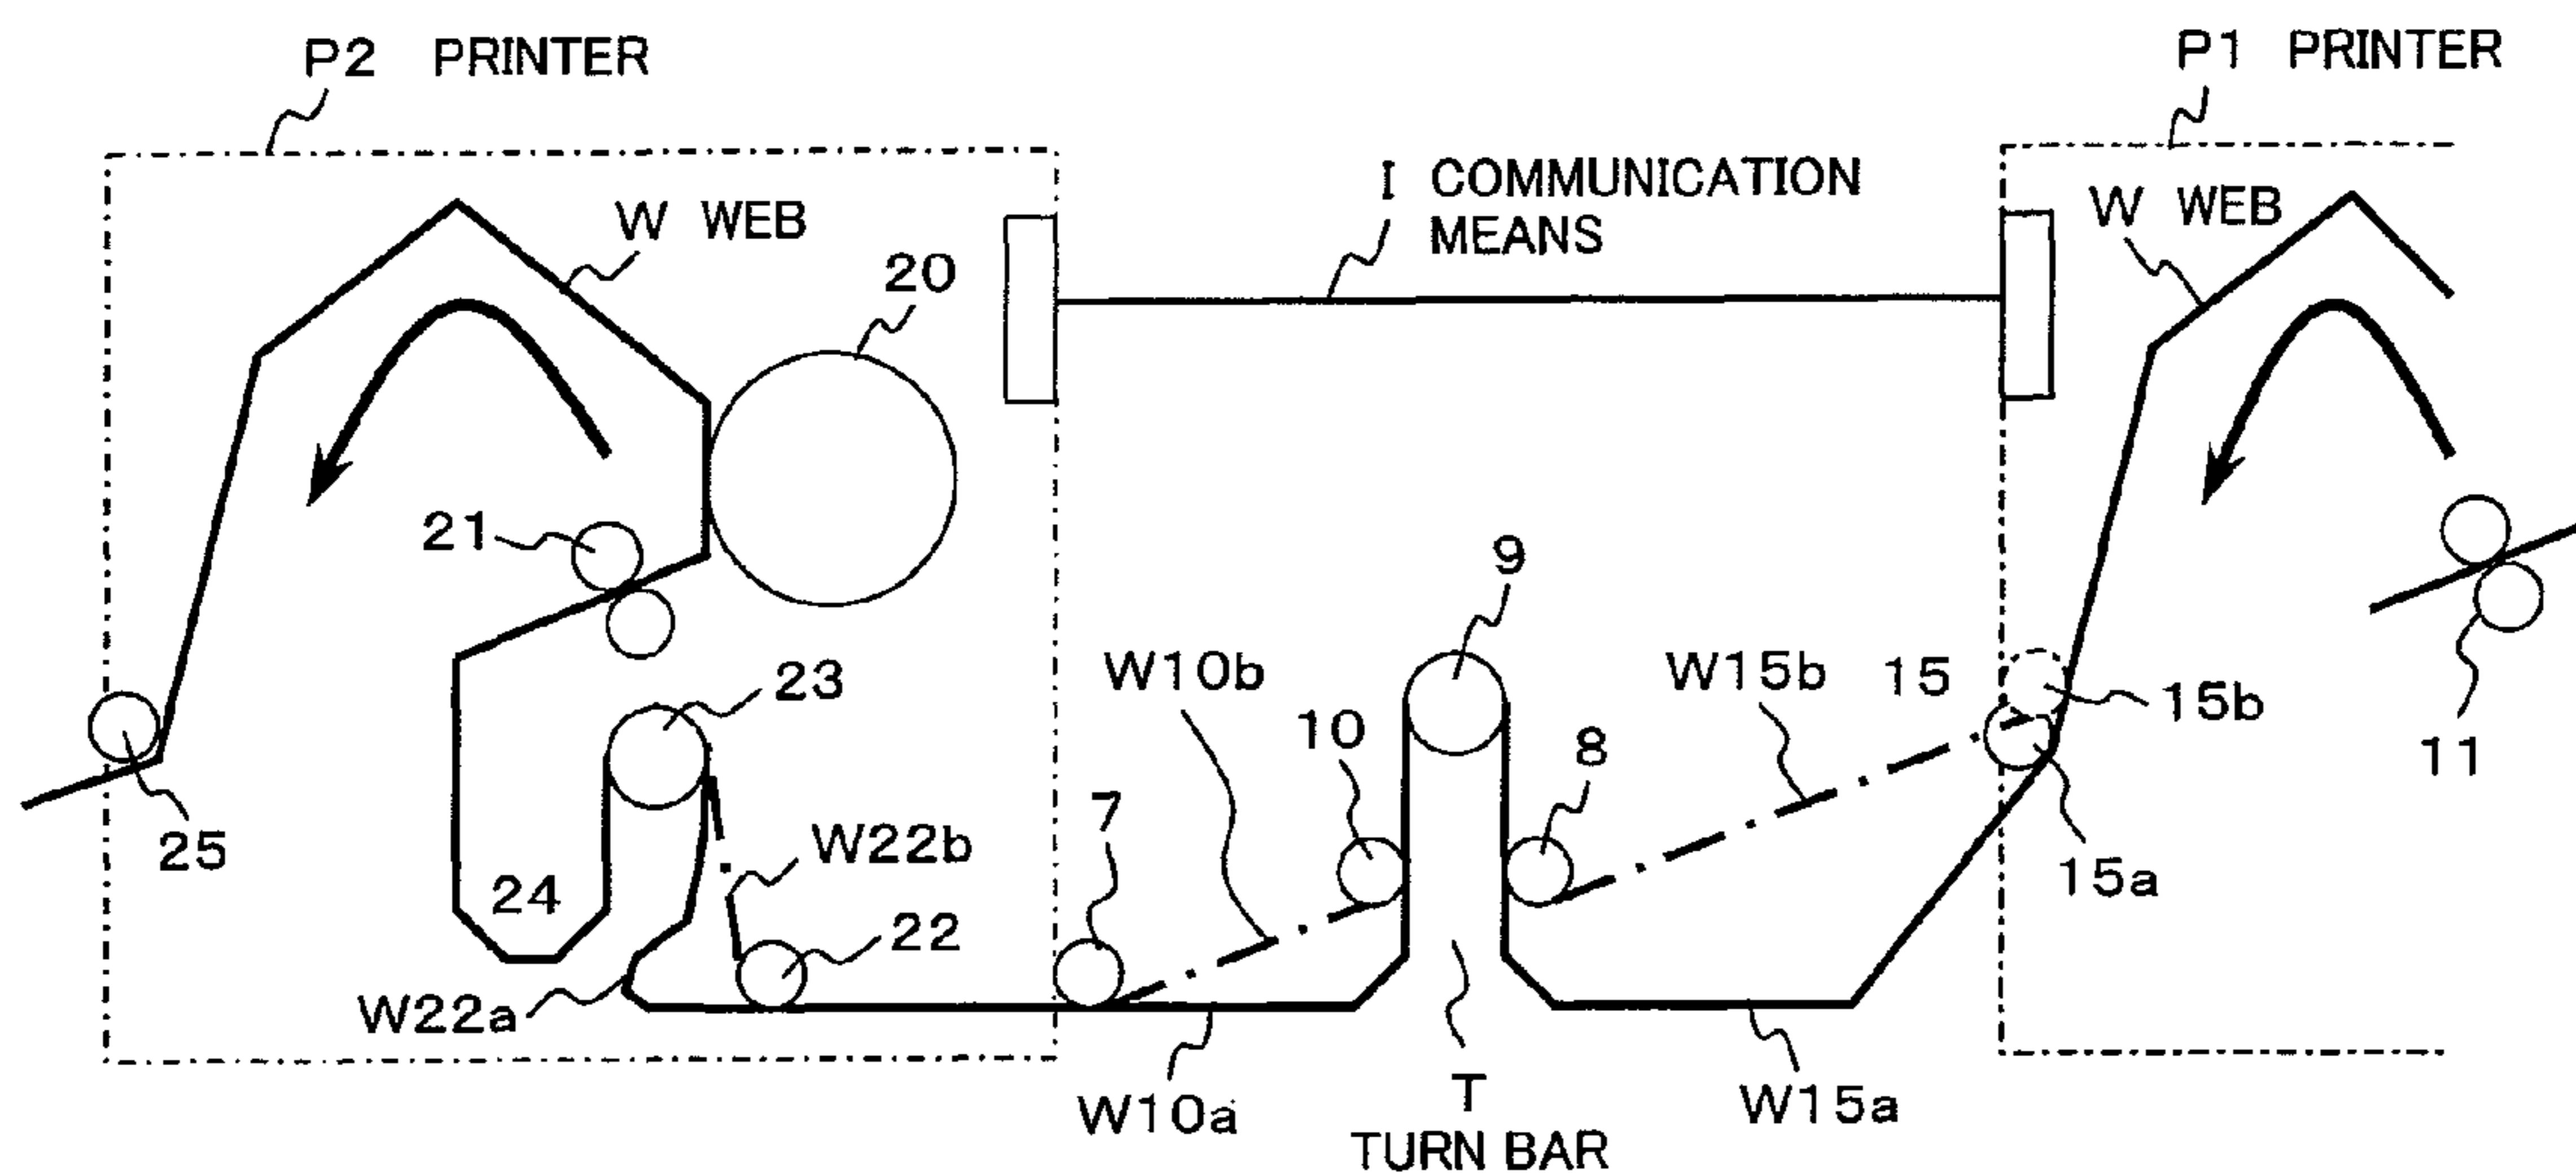 P2 PRINTER
P1 PRINTER
I COMMUNICATION
MEANS
W WEB
W WEB
20
21
9
23
W10b
W15b
15
15b
10
8
11
7
25
W22b
15a
24
22
W22a
W10a
W15a
T
TURN BAR